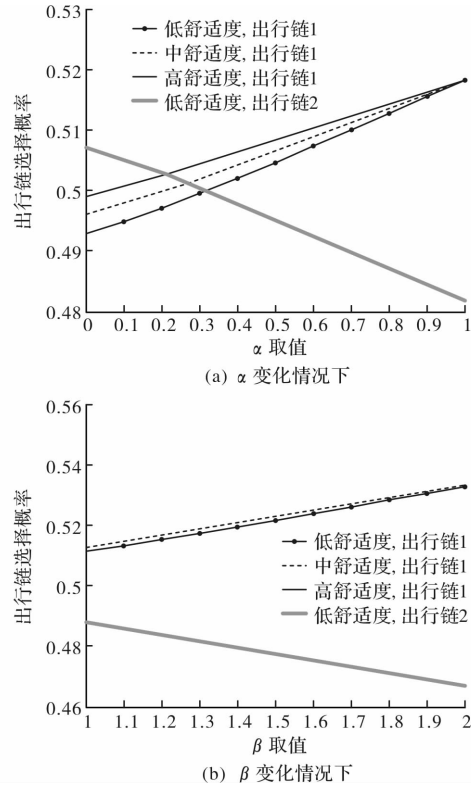 0.53
低舒适度, 出行链1
中舒适度, 出行链1
高舒适度, 出行链1
低舒适度, 出行链2
0.52
0.51
0.5
0.49
0.48
出行链选择概率
0 0.1 0.2 0.3 0.4 0.5 0.6 0.7 0.8 0.9 1
α 取值
(a) α 变化情况下
0.56
0.54
0.52
0.5
0.48
0.46
出行链选择概率
低舒适度, 出行链1
中舒适度, 出行链1
高舒适度, 出行链1
低舒适度, 出行链2
1 1.1 1.2 1.3 1.4 1.5 1.6 1.7 1.8 1.9 2
β 取值
(b) β 变化情况下